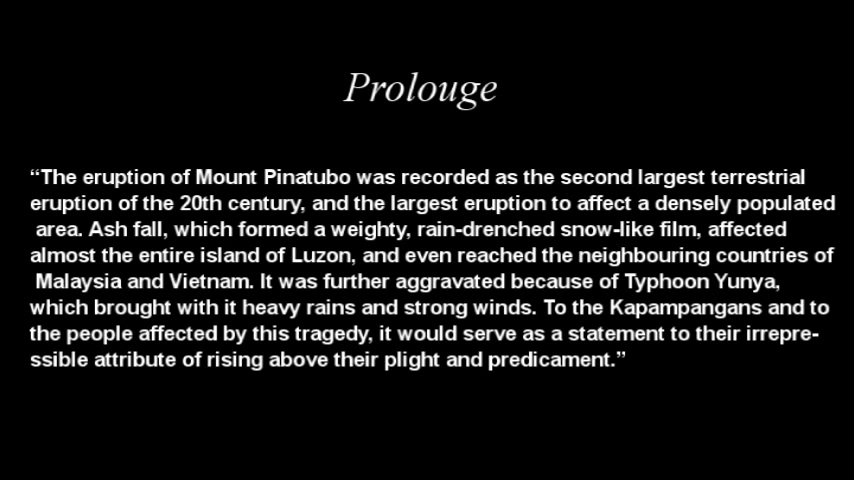 Prolouge
“The eruption of Mount Pinatubo was recorded as the second largest terrestrial
eruption of the 20th century, and the largest eruption to affect a densely populated
area. Ash fall, which formed a weighty, rain-drenched snow-like film, affected
almost the entire island of Luzon, and even reached the neighbouring countries of
Malaysia and Vietnam. It was further aggravated because of Typhoon Yunya,
which brought with it heavy rains and strong winds. To the Kapampangans and to
the people affected by this tragedy, it would serve as a statement to their irrepre-
ssible attribute of rising above their plight and predicament.”